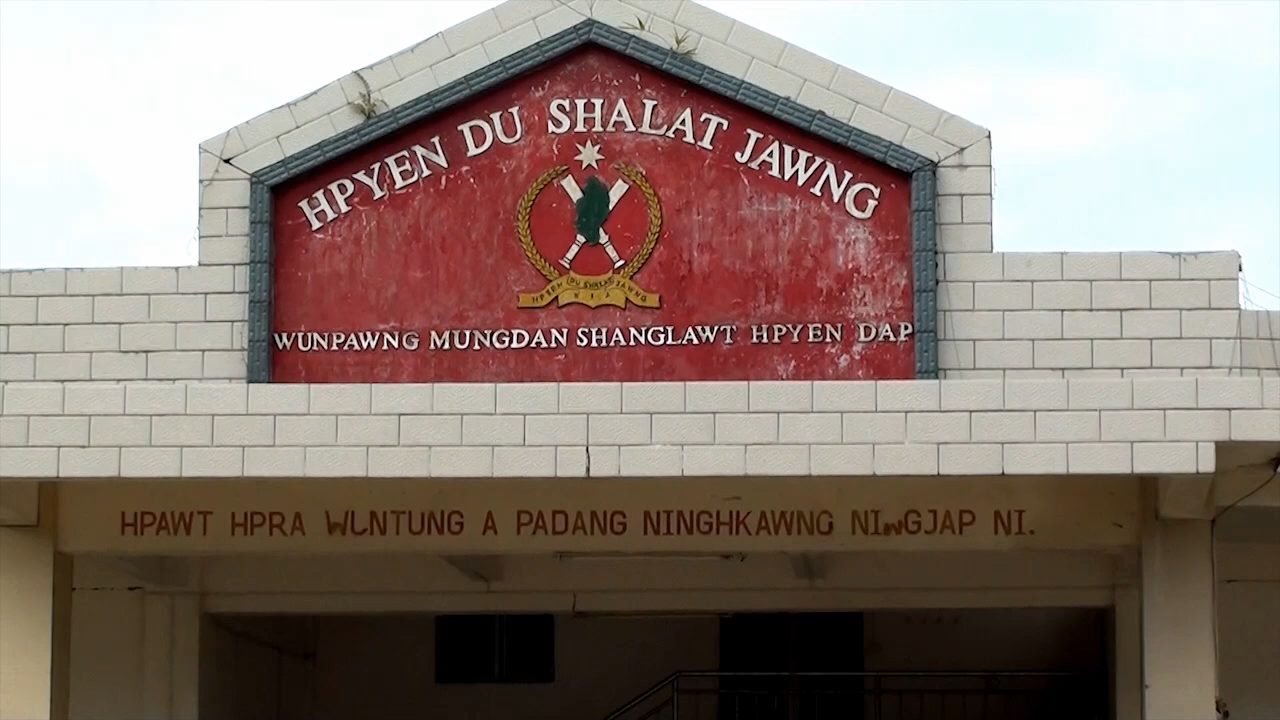 HPYEN DU SHALAT JAWNG
HPYEN DU SHALAT JAWNG
K I A
WUNPAWNG MUNGDAN SHANGLAWT HPYEN DAP
HPAWT HPRA WUNTUNG A PADANG NINGHKAWNG NINGJAP NI.